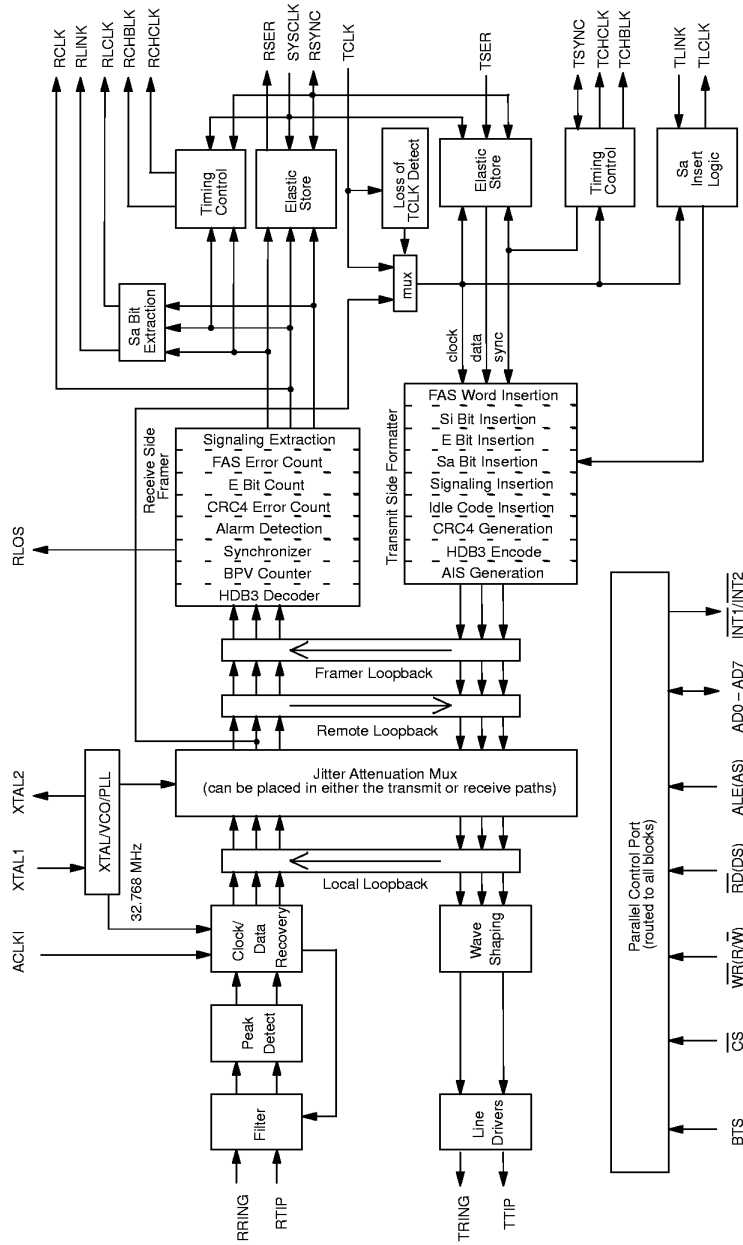 RCLK
RLINK
RLCLK
RCHBLK
RCHCLK
RSER
SYSCLK
RSYNC
TCLK
TSER
TSYNC
TCHCLK
TCHBLK
TLINK
TLCLK
Timing
Control
Elastic
Store
Loss of
TCLK Detect
Elastic
Store
Timing
Control
Sa
Insert
Logic
Sa Bit
Extraction
mux
clock
data
sync
Receive Side
Framer
Signaling Extraction
FAS Error Count
E Bit Count
CRC4 Error Count
Alarm Detection
Synchronizer
BPV Counter
HDB3 Decoder
Transmit Side Formatter
FAS Word Insertion
Si Bit Insertion
E Bit Insertion
Sa Bit Insertion
Signaling Insertion
Idle Code Insertion
CRC4 Generation
HDB3 Encode
AIS Generation
RLOS
Framer Loopback
Remote Loopback
XTAL2
XTAL1
XTAL/VCO/PLL
32.768 MHz
Jitter Attenuation Mux
(can be placed in either the transmit or receive paths)
Local Loopback
ACLKI
Clock/
Data
Recovery
Wave
Shaping
Peak
Detect
Filter
Line
Drivers
RRING
RTIP
TRING
TTIP
Parallel Control Port
(routed to all blocks)
INT1/INT2
AD0 – AD7
ALE(AS)
RD(DS)
WR(R/W)
CS
BTS